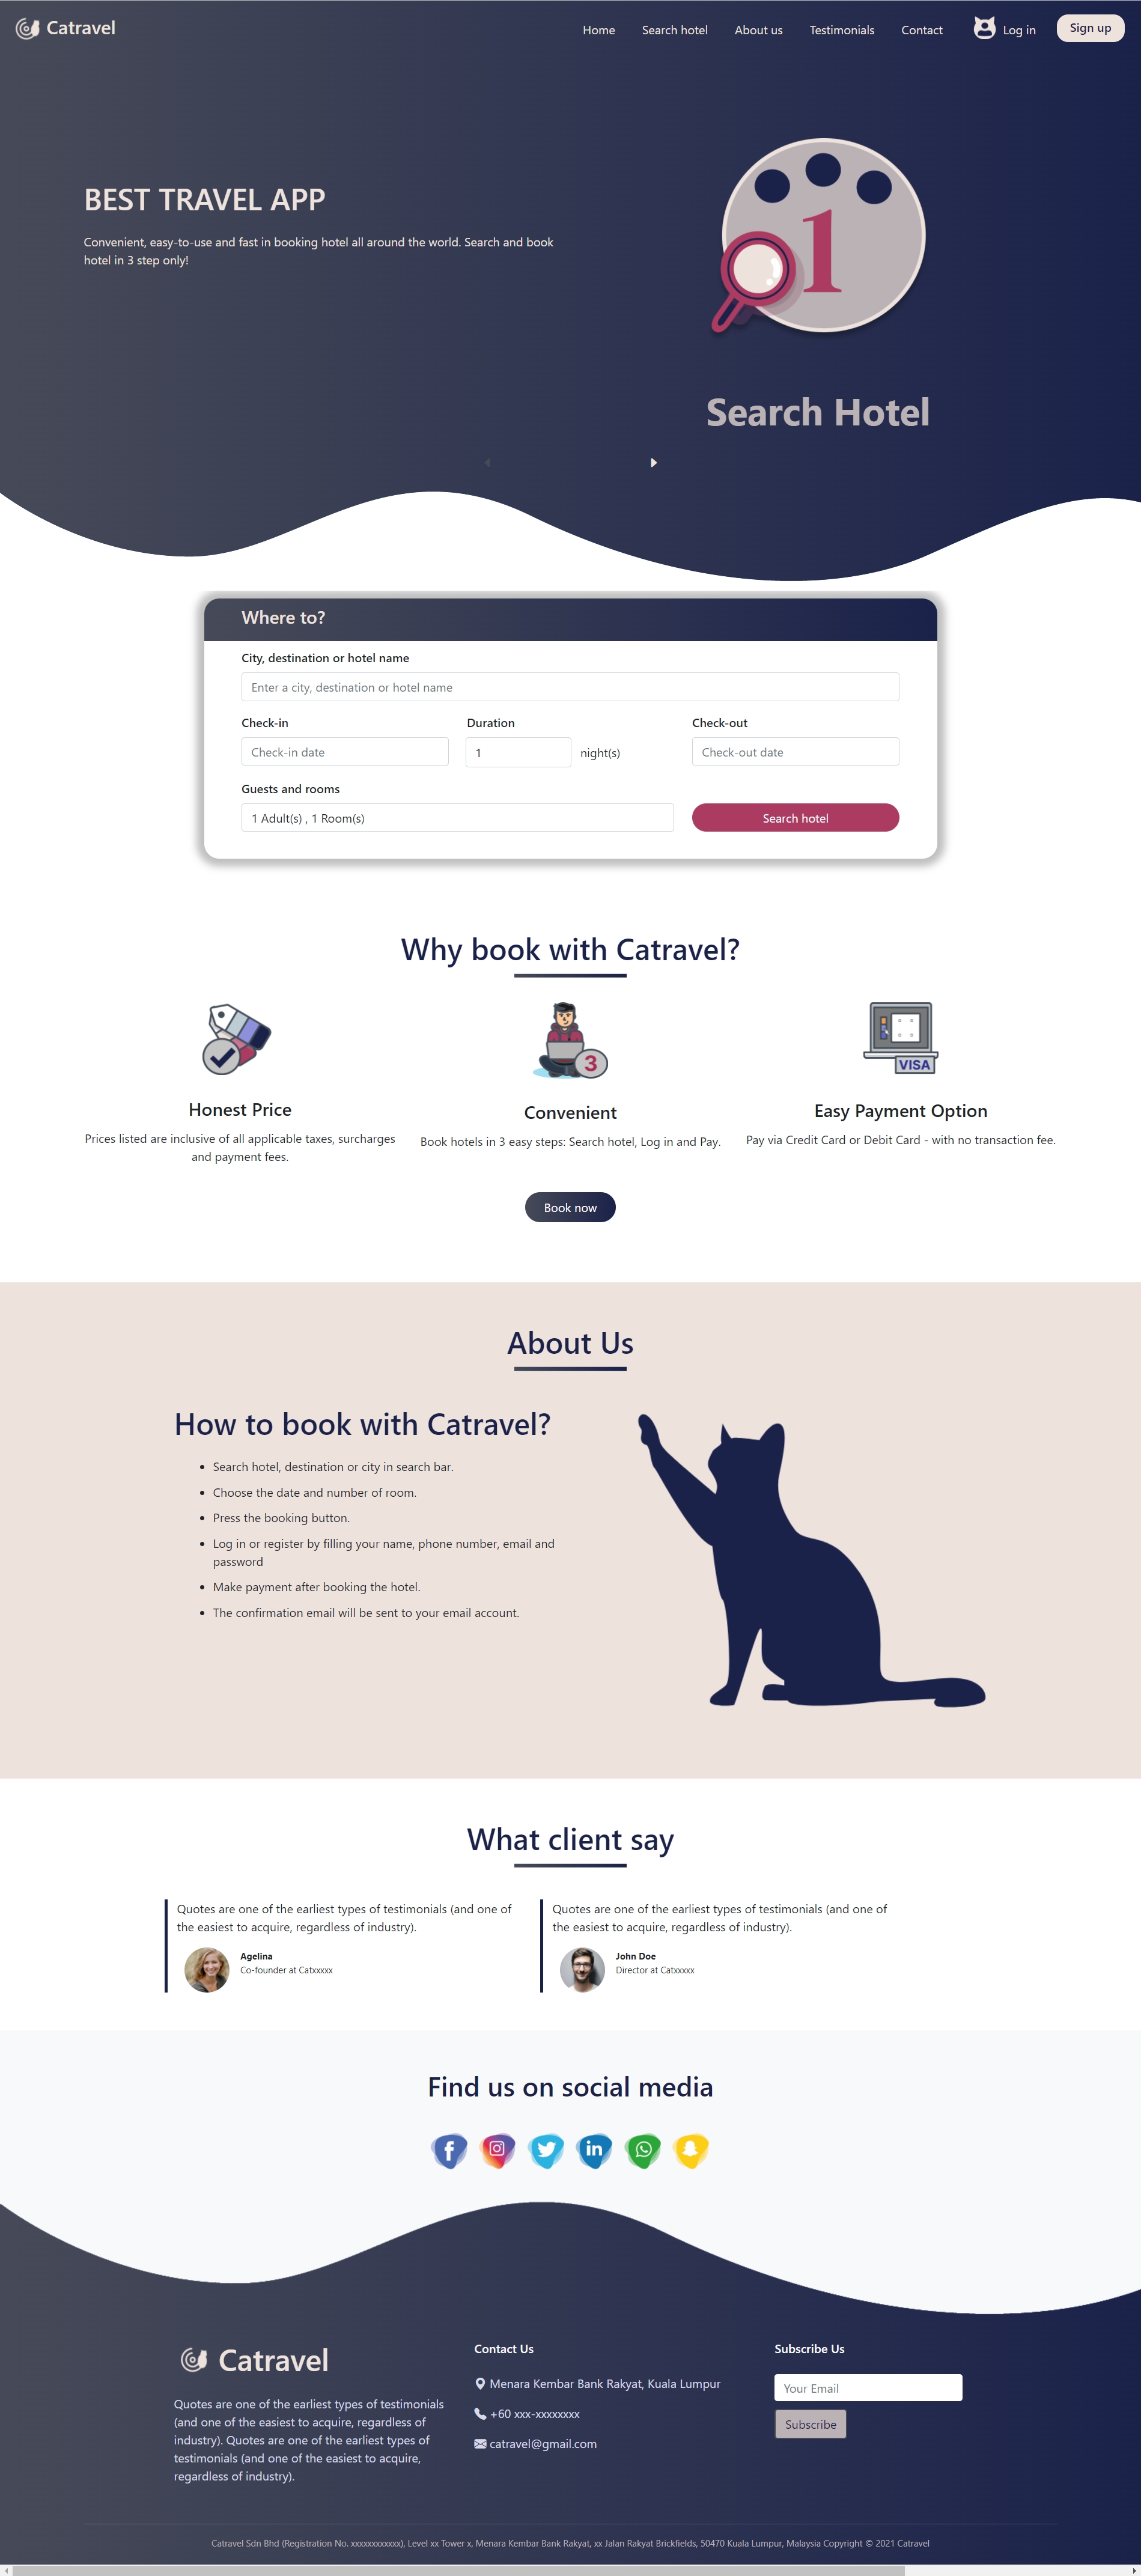 Catravel
Home
Search hotel
About us
Testimonials
Contact
Log in
Sign up
BEST TRAVEL APP
Convenient, easy-to-use and fast in booking hotel all around the world. Search and book
hotel in 3 step only!
1
Search Hotel
Where to?
City, destination or hotel name
Enter a city, destination or hotel name
Check-in
Duration
Check-out
Check-in date
1
night(s)
Check-out date
Guests and rooms
1 Adult(s) , 1 Room(s)
Search hotel
Why book with Catravel?
3
VISA
Honest Price
Prices listed are inclusive of all applicable taxes, surcharges
and payment fees.
Convenient
Book hotels in 3 easy steps: Search hotel, Log in and Pay.
Easy Payment Option
Pay via Credit Card or Debit Card - with no transaction fee.
Book now
About Us
How to book with Catravel?
• Search hotel, destination or city in search bar.
• Choose the date and number of room.
• Press the booking button.
• Log in or register by filling your name, phone number, email and
password
• Make payment after booking the hotel.
• The confirmation email will be sent to your email account.
What client say
Quotes are one of the earliest types of testimonials (and one of
the easiest to acquire, regardless of industry).
Agelina
Co-founder at Catxxxxx
Quotes are one of the earliest types of testimonials (and one of
the easiest to acquire, regardless of industry).
John Doe
Director at Catxxxxx
Find us on social media
f
in
Catravel
Quotes are one of the earliest types of testimonials
(and one of the easiest to acquire, regardless of
industry). Quotes are one of the earliest types of
testimonials (and one of the easiest to acquire,
regardless of industry).
Contact Us
Menara Kembar Bank Rakyat, Kuala Lumpur
+60 xxx-xxxxxxxx
catravel@gmail.com
Subscribe Us
Your Email
Subscribe
Catravel Sdn Bhd (Registration No. xxxxxxxxxxxx), Level xx Tower x, Menara Kembar Bank Rakyat, xx Jalan Rakyat Brickfields, 50470 Kuala Lumpur, Malaysia Copyright © 2021 Catravel